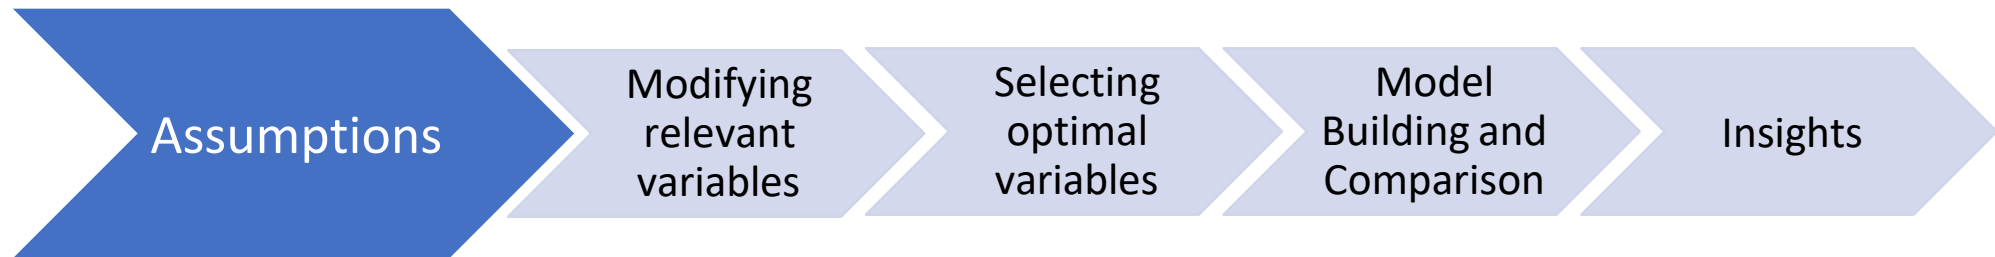 Assumptions
Modifying
relevant
variables
Selecting
optimal
variables
Model
Building and
Comparison
Insights